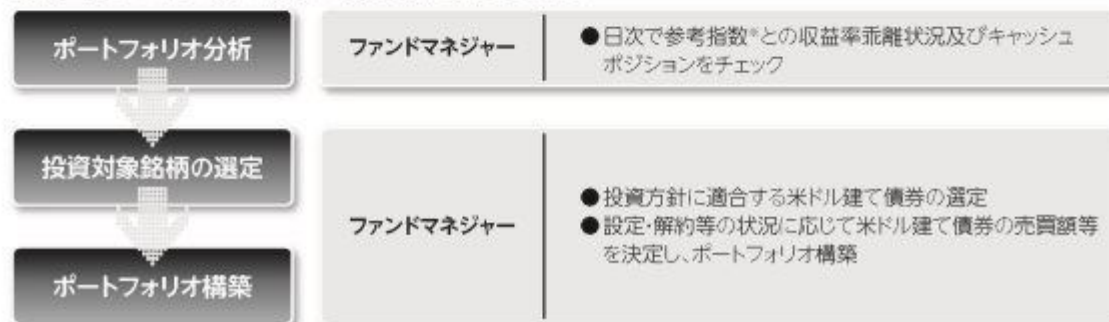 ポートフォリオ分析
ファンドマネジャー
●日次で参考指数*との収益率乖離状況及びキャッシュ
ポジションをチェック
投資対象銘柄の選定
ポートフォリオ構築
ファンドマネジャー
●投資方針に適合する米ドル建て債券の選定
●設定・解約等の状況に応じて米ドル建て債券の売買額等
を決定し、ポートフォリオ構築